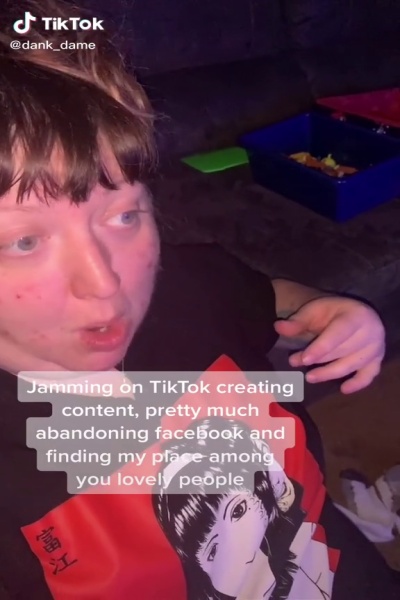 TikTok
@dank_dame
Jamming on TikTok creating
content, pretty much
abandoning facebook and
finding my place among
you lovely people
富
江